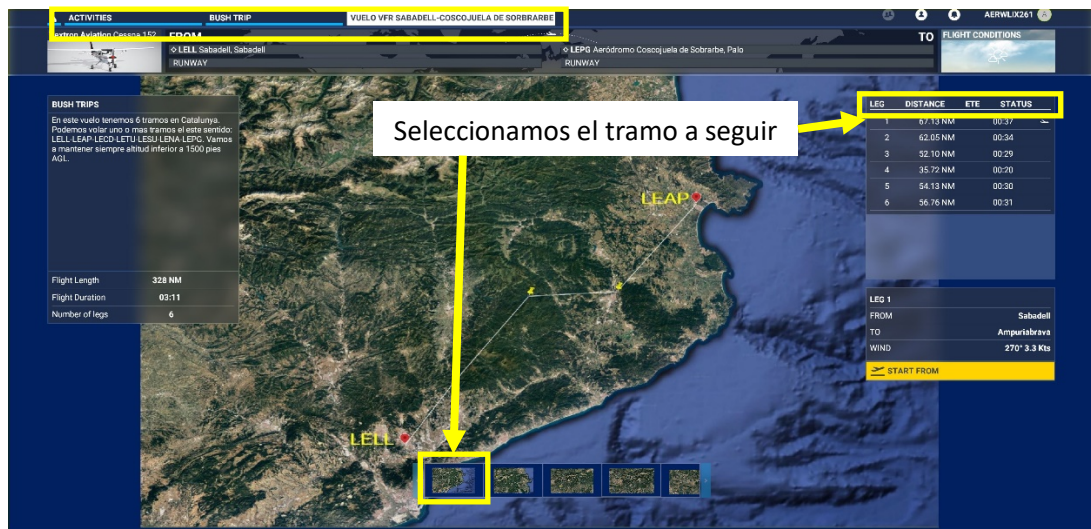 ACTIVITIES
BUSH TRIP
VUELO VFR SABADELL-COSCOJUELA DE SORBRARBE
AERWLIX261 A
Textron Aviation Cessna 152
FROM
TO
FLIGHT CONDITIONS
LELL Sabadell, Sabadell
LEPG Aeródromo Coscojuela de Sobrarbe, Palo
RUNWAY
RUNWAY
BUSH TRIPS
En este vuelo tenemos 6 tramos en Catalunya.
Podemos volar uno o mas tramos el este sentido:
LELL-LEAP-LECD-LETU-LESU-LENA-LEPG. Vamos
a mantener siempre altitud inferior a 1500 pies
AGL.
Flight Length 328 NM
Flight Duration 03:11
Number of legs 6
Seleccionamos el tramo a seguir
LEAP
LELL
LEG DISTANCE ETE STATUS
1 67.13 NM 00:37
2 62.05 NM 00:34
3 52.10 NM 00:29
4 35.72 NM 00:20
5 54.13 NM 00:30
6 56.76 NM 00:31
LEG 1
FROM Sabadell
TO Ampuriabrava
WIND 270° 3.3 Kts
START FROM